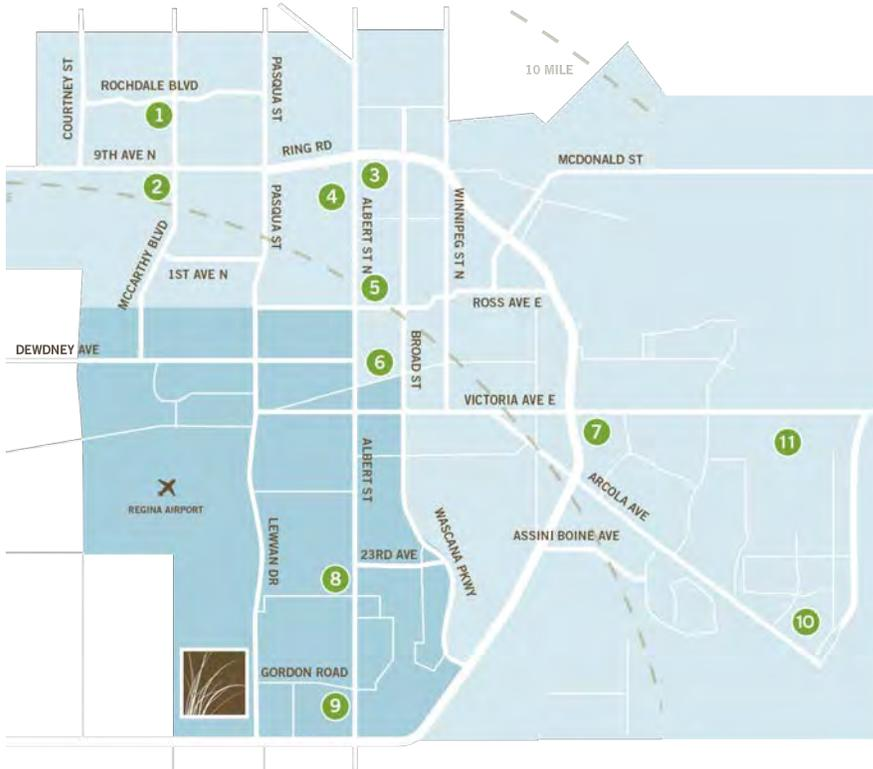 10 MILE
COURTNEY ST
ROCHDALE BLVD
PASQUA ST
1
9TH AVE N
RING RD
MCDONALD ST
2
3
4
PASQUA ST
ALBERT ST N
WINNIPEG ST N
MCCARTHY BLVD
1ST AVE N
5
ROSS AVE E
DEWDNEY AVE
6
BROAD ST
VICTORIA AVE E
7
11
ALBERT ST
REGINA AIRPORT
LEWVAN DR
ARCOLA AVE
WASCANA PKWY
ASSINI BOINE AVE
23RD AVE
8
10
GORDON ROAD
9